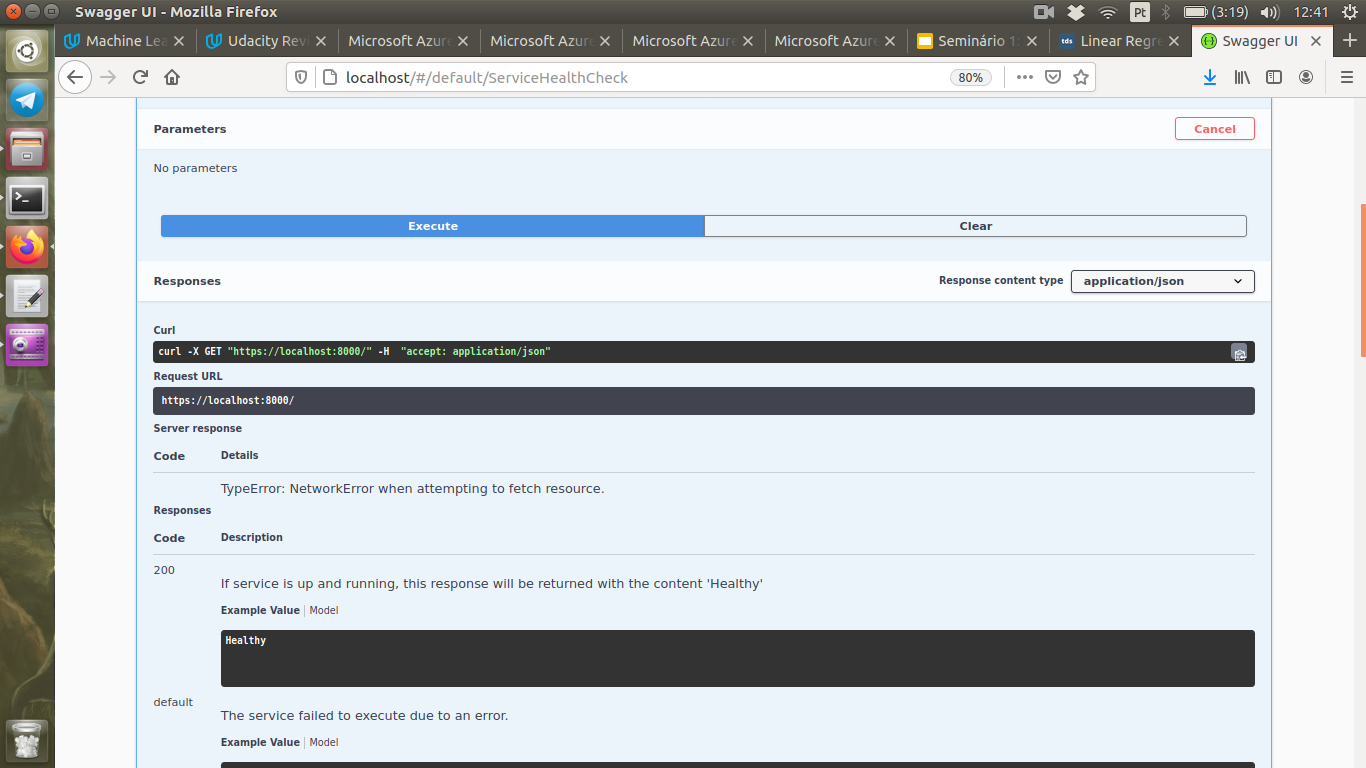 Swagger UI - Mozilla Firefox
Pt
(3:19)
12:41
Machine Lea
Udacity Rev
Microsoft Azure
Microsoft Azure
Microsoft Azure
Microsoft Azure
Seminário 1
tds
Linear Regre
Swagger UI
localhost/#/default/ServiceHealthCheck
80%
Parameters
Cancel
No parameters
Execute
Clear
Responses
Response content type
application/json
Curl
curl -X GET "https://localhost:8000/" -H  "accept: application/json"
Request URL
https://localhost:8000/
Server response
Code
Details
TypeError: NetworkError when attempting to fetch resource.
Responses
Code
Description
200
If service is up and running, this response will be returned with the content 'Healthy'
Example Value
Model
Healthy
default
The service failed to execute due to an error.
Example Value
Model